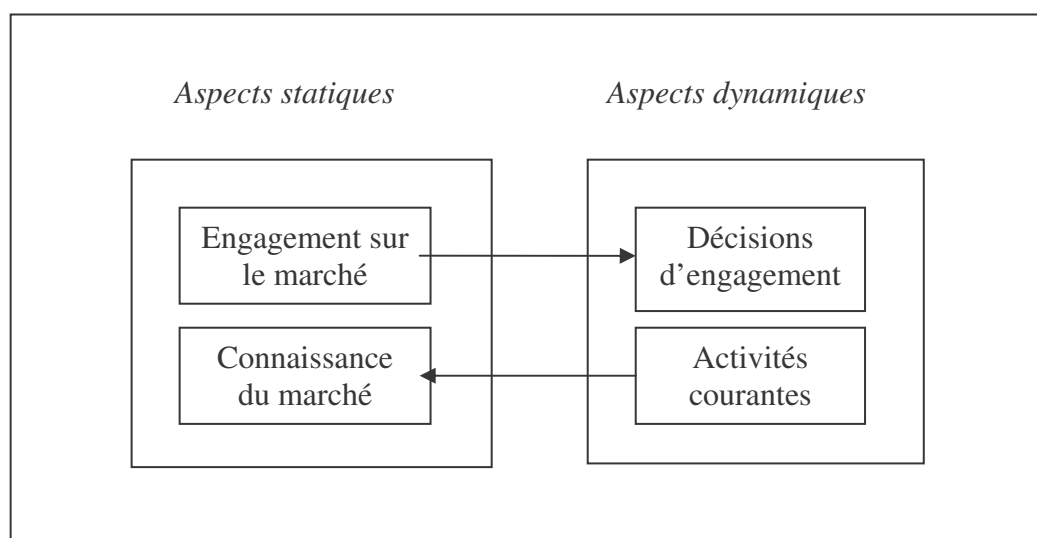 Aspects statiques
Aspects dynamiques
Engagement sur
le marché
Décisions
d’engagement
Connaissance
du marché
Activités
courantes